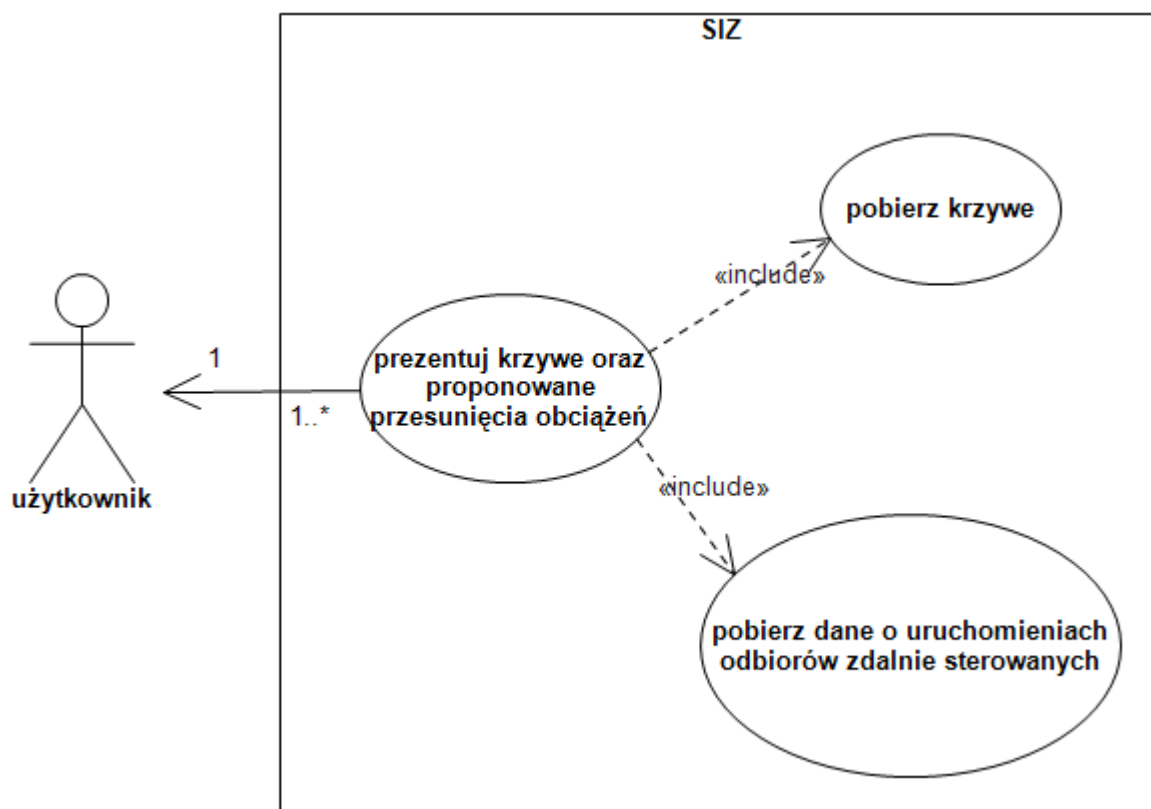 SIZ
pobierz krzywe
«include»
prezentuj krzywe oraz
proponowane
przesunięcia obciążeń
1
1..*
użytkownik
«include»
pobierz dane o uruchomieniach
odbiorów zdalnie sterowanych